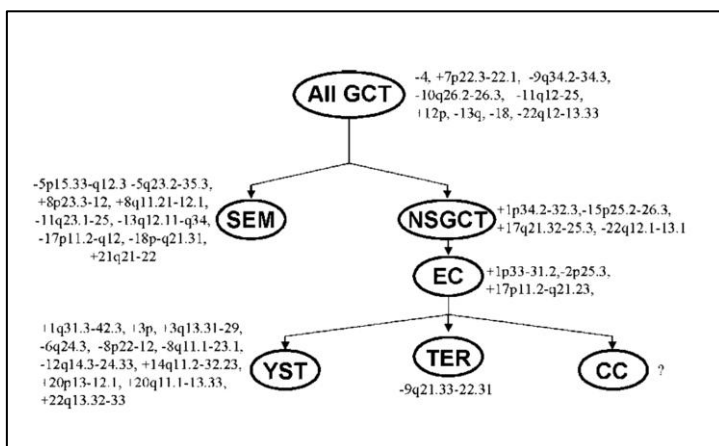 All GCT
-4, +7p22.3-22.1, -9q34.2-34.3,
-10q26.2-26.3, -11q12-25,
+12p, -13q, -18, -22q12-13.33
-5p15.33-q12.3 -5q23.2-35.3,
+8p23.3-12, +8q11.21-12.1,
-11q23.1-25, -13q12.11-q34,
-17p11.2-q12, -18p-q21.31,
+21q21-22
SEM
NSGCT
+1p34.2-32.3,-15p25.2-26.3,
+17q21.32-25.3, -22q12.1-13.1
EC
+1p33-31.2,-2p25.3,
+17p11.2-q21.23,
+1q31.3-42.3, +3p, +3q13.31-29,
-6q24.3, -8p22-12, -8q11.1-23.1,
-12q14.3-24.33, +14q11.2-32.23,
+20p13-12.1, +20q11.1-13.33,
+22q13.32-33
YST
TER
-9q21.33-22.31
CC
?